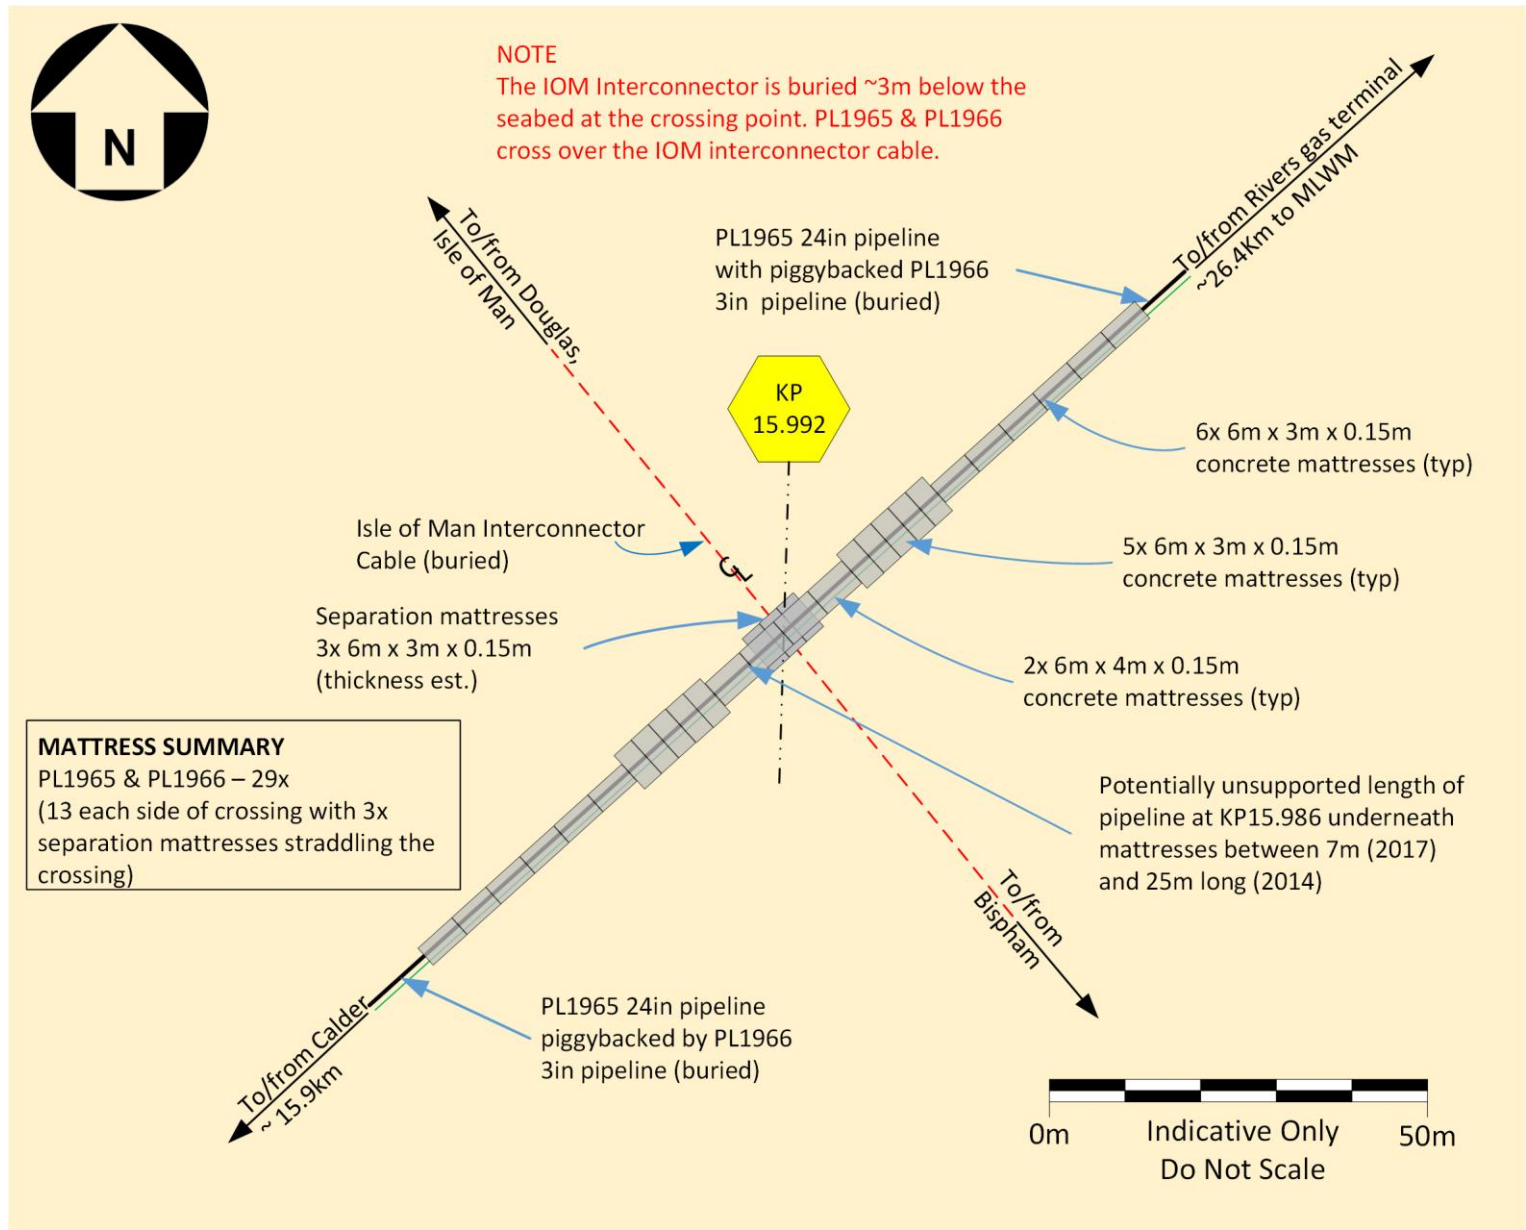 N
NOTE
The IOM Interconnector is buried ~3m below the
seabed at the crossing point. PL1965 & PL1966
cross over the IOM interconnector cable.
To/from Rivers gas terminal
~26.4Km to MLWM
To/from Douglas,
Isle of Man
PL1965 24in pipeline
with piggybacked PL1966
3in pipeline (buried)
KP
15.992
6x 6m x 3m x 0.15m
concrete mattresses (typ)
Isle of Man Interconnector
Cable (buried)
5x 6m x 3m x 0.15m
concrete mattresses (typ)
Separation mattresses
3x 6m x 3m x 0.15m
(thickness est.)
2x 6m x 4m x 0.15m
concrete mattresses (typ)
MATTRESS SUMMARY
PL1965 & PL1966 – 29x
(13 each side of crossing with 3x
separation mattresses straddling the
crossing)
Potentially unsupported length of
pipeline at KP15.986 underneath
mattresses between 7m (2017)
and 25m long (2014)
To/from
Bispham
PL1965 24in pipeline
piggybacked by PL1966
3in pipeline (buried)
To/from Calder
~ 15.9km
0m
50m
Indicative Only
Do Not Scale